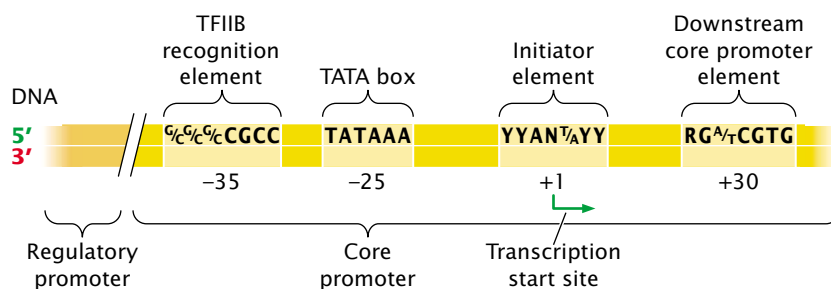 TFIIB
recognition
element
TATA box
Initiator
element
Downstream
core promoter
element
DNA
5′
3′
G/CG/CG/CCGCC
TATAAA
YYANT/AYY
RGA/TCGTG
–35
–25
+1
+30
Regulatory
promoter
Core
promoter
Transcription
start site